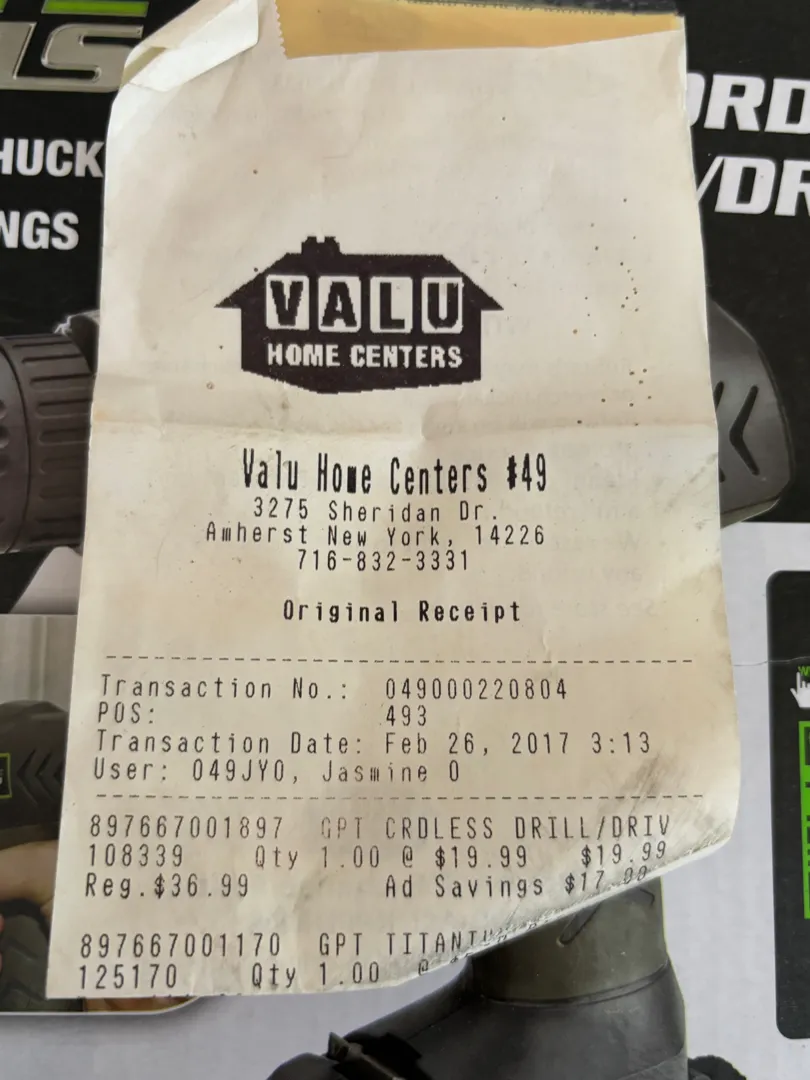 HUCK
NGS
ORD
/DR
VALU
HOME CENTERS
Valu Home Centers #49
3275 Sheridan Dr.
Amherst New York, 14226
716-832-3331
Original Receipt
Transaction No.: 049000220804
POS: 493
Transaction Date: Feb 26, 2017 3:13
User: 049JYO, Jasmine O
897667001897 GPT CRDLESS DRILL/DRIV
108339 Qty 1.00 @ $19.99 $19.99
Reg.$36.99 Ad Savings $17.00
897667001170 GPT TITANIU
125170 Qty 1.00 @